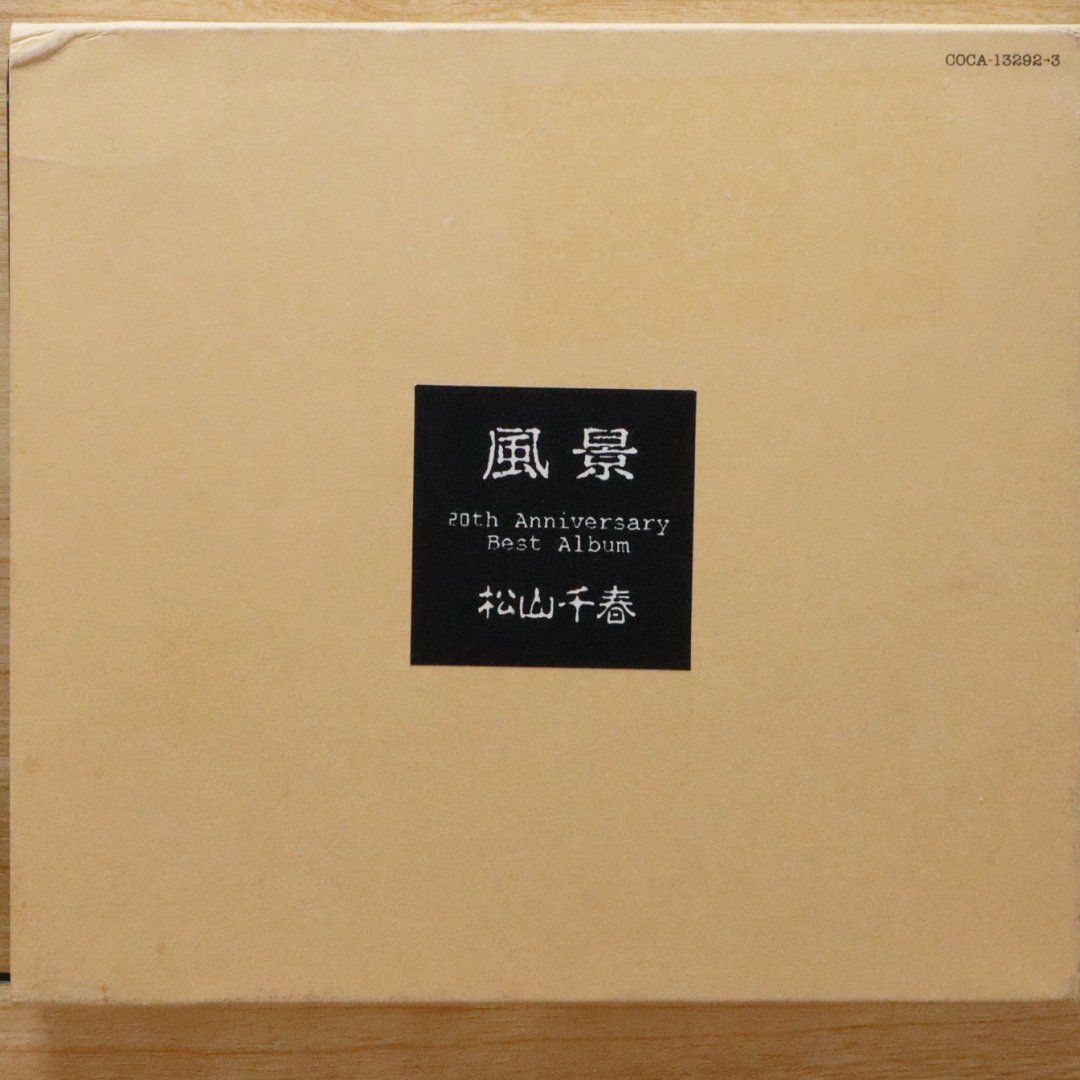 COCA-13292→3
風景
20th Anniversary
Best Album
松山千春